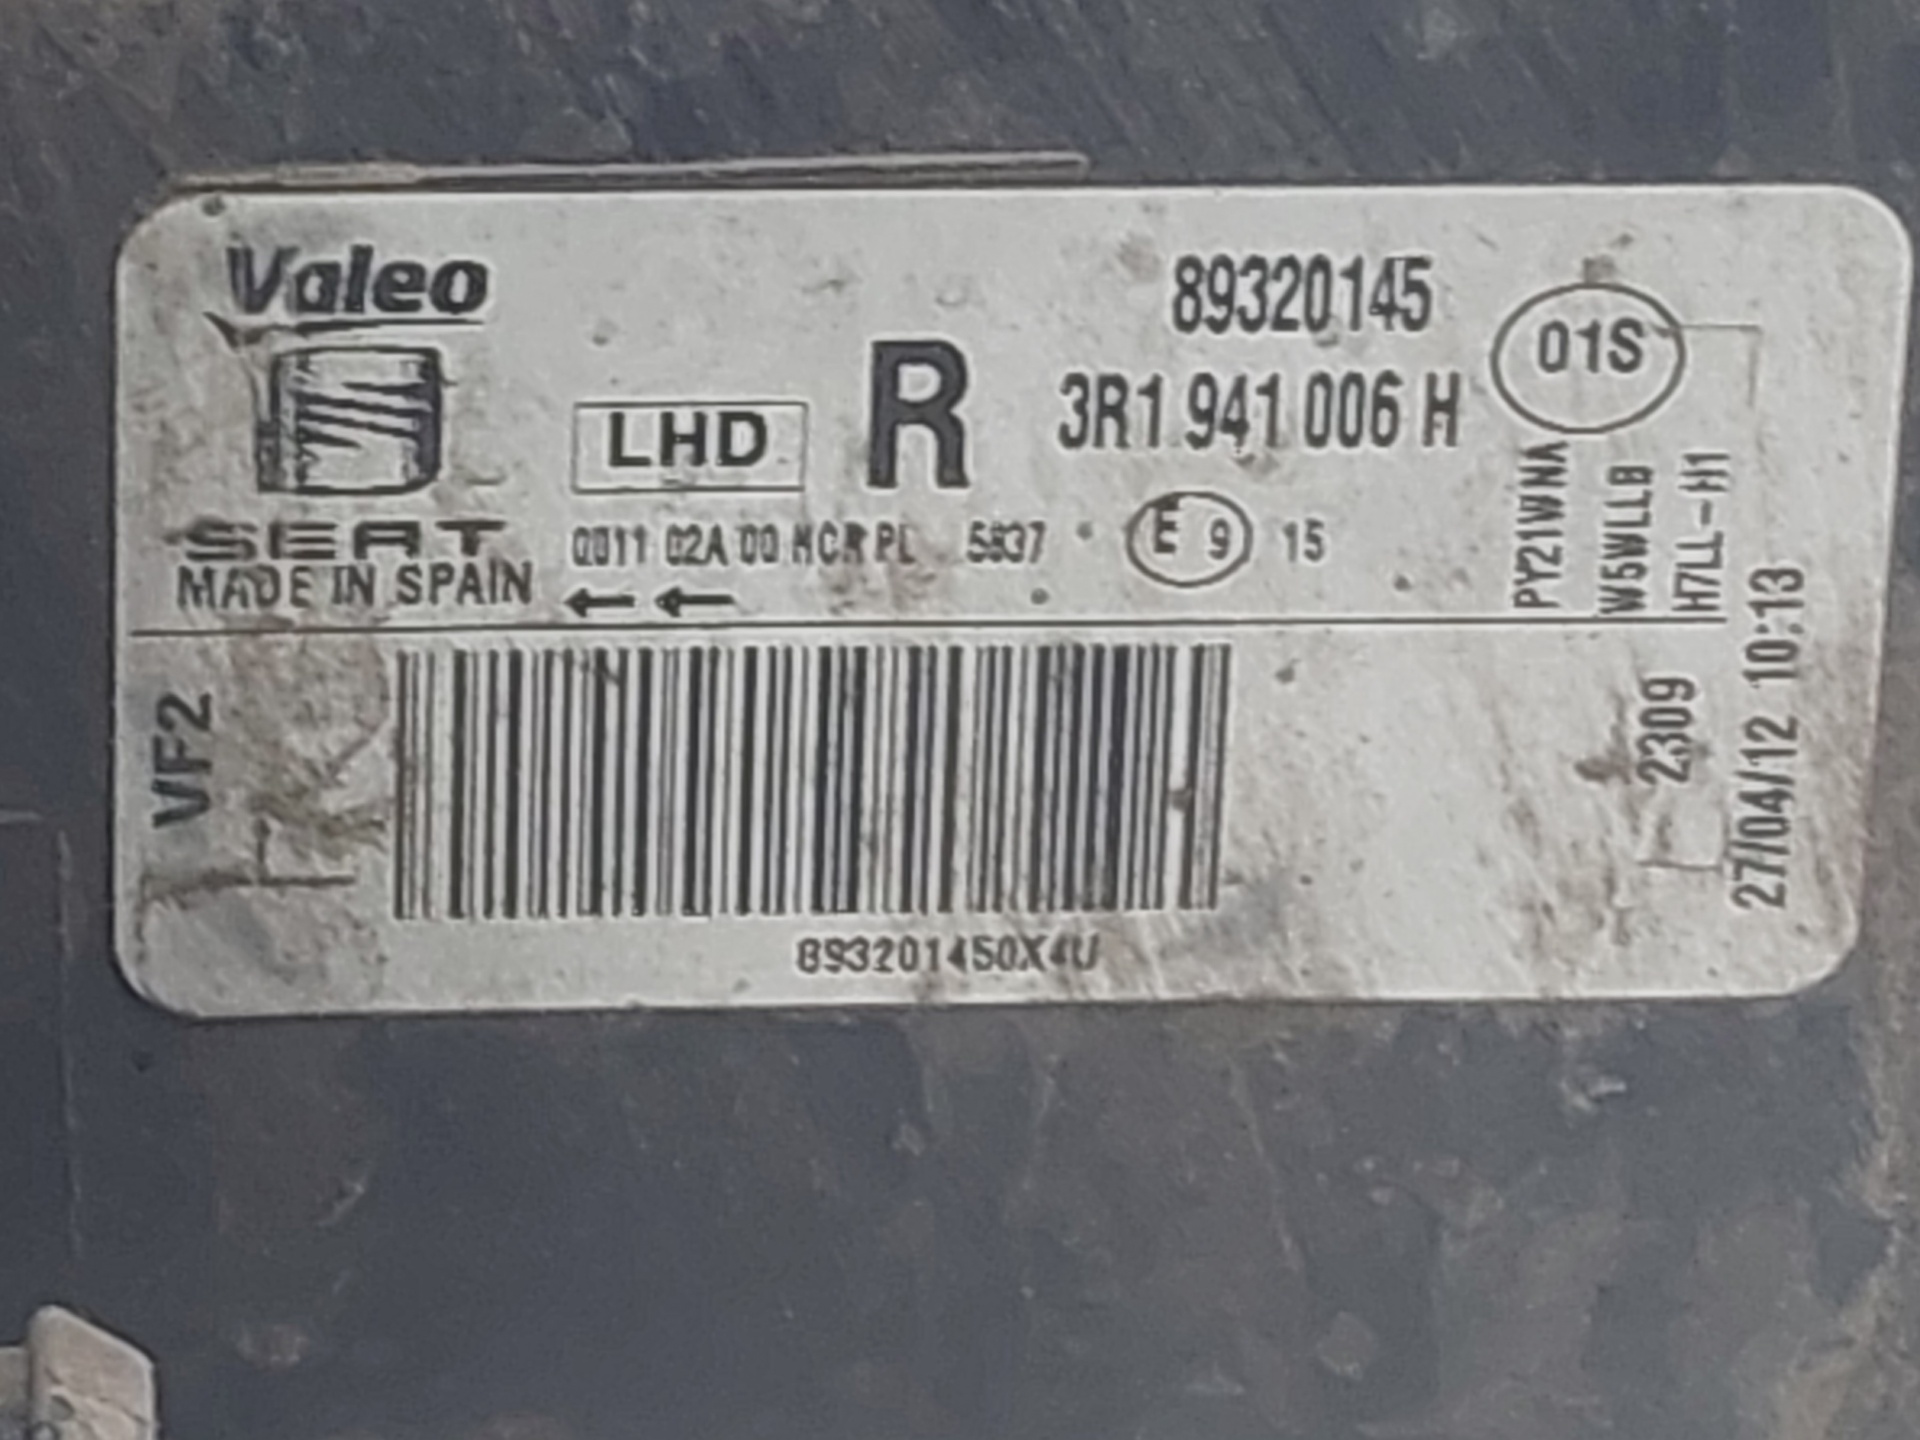 Valeo
89320145
01S
LHD
R
3R1 941 006 H
SEAT
MADE IN SPAIN
0011 02A 00 HCR PL 5837 E 9 15
PY21WNA
W5WLLB
H7LL-H1
VF2
2309
27/04/12 10:13
893201450X4U